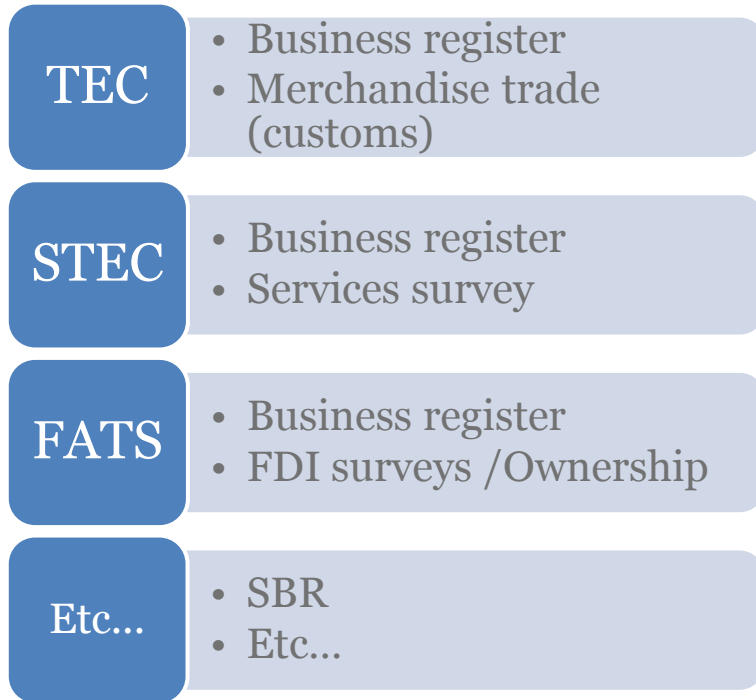 TEC
• Business register
• Merchandise trade
(customs)
STEC
• Business register
• Services survey
FATS
• Business register
• FDI surveys /Ownership
Etc...
• SBR
• Etc...